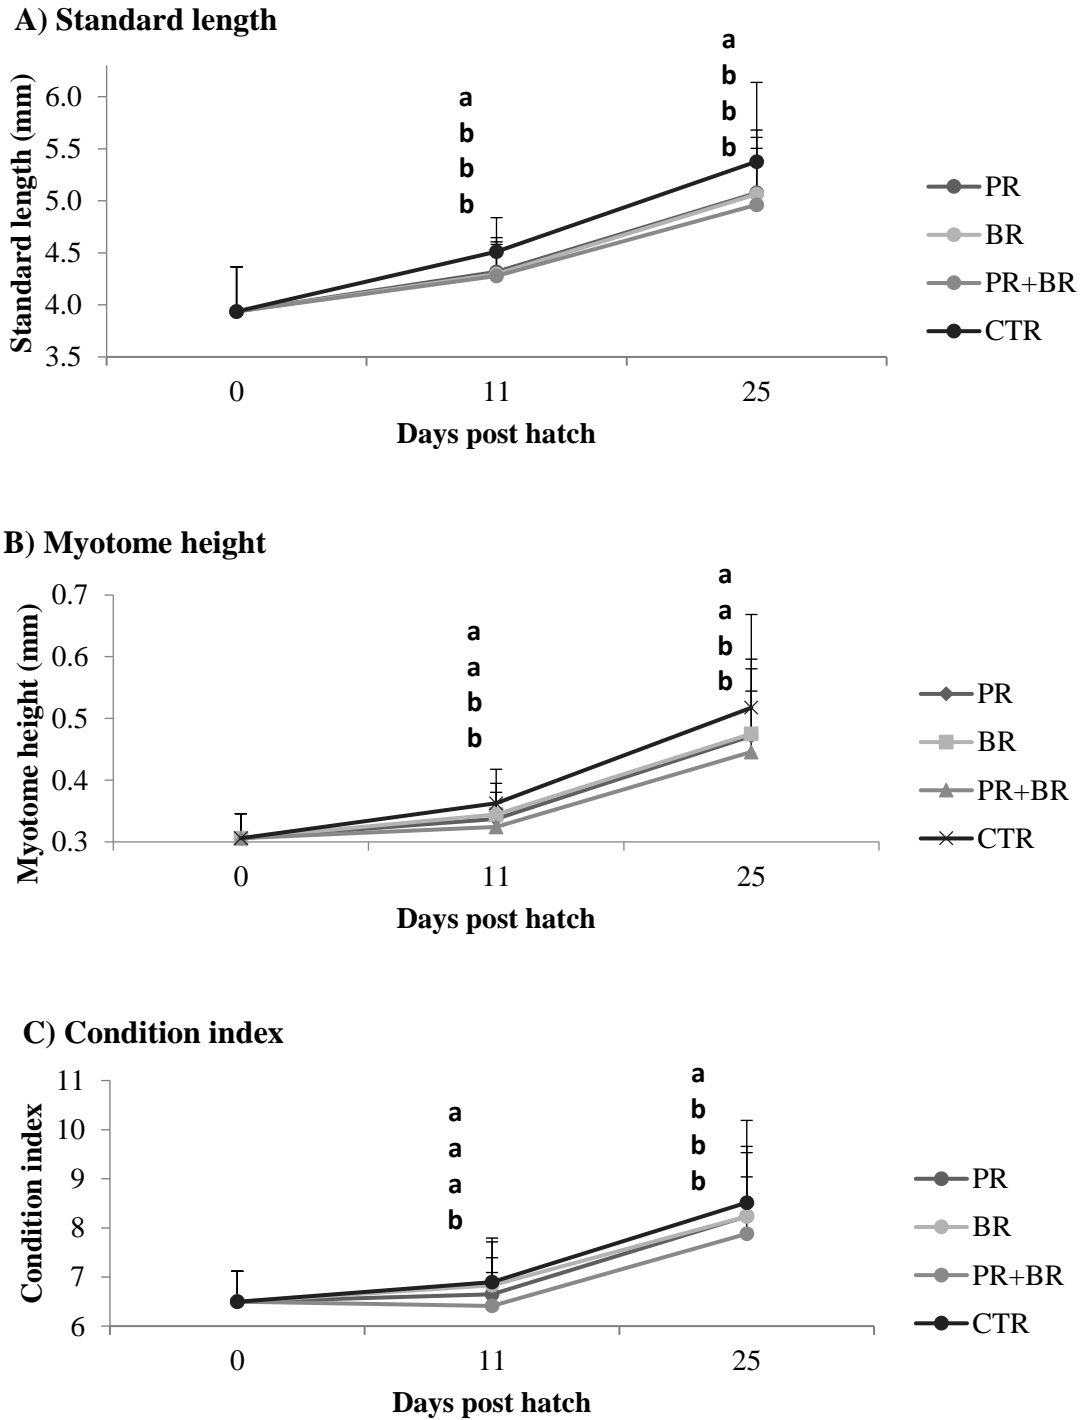 A) Standard length
Standard length (mm)
6.0
5.5
5.0
4.5
4.0
3.5
a
b
b
b
a
b
b
b
0
11
25
Days post hatch
PR
BR
PR+BR
CTR
B) Myotome height
Myotome height (mm)
0.7
0.6
0.5
0.4
0.3
a
a
b
b
a
a
b
b
0
11
25
Days post hatch
PR
BR
PR+BR
CTR
C) Condition index
Condition index
11
10
9
8
7
6
a
a
a
b
a
b
b
b
0
11
25
Days post hatch
PR
BR
PR+BR
CTR